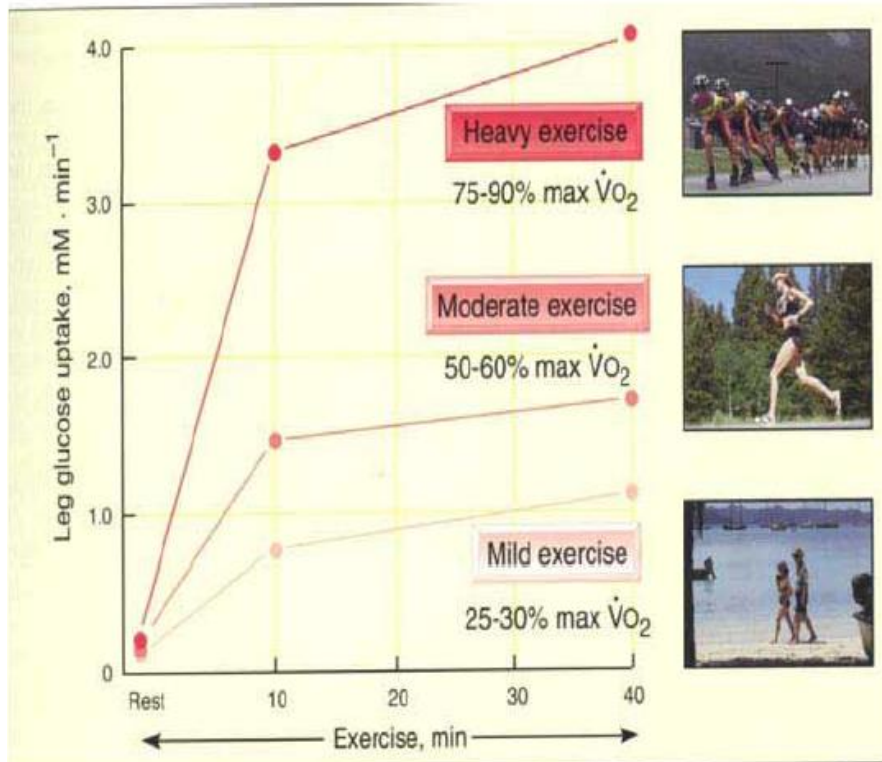 Leg glucose uptake, mM · min⁻¹
4.0
3.0
2.0
1.0
0
Heavy exercise
75-90% max V̇O₂
Moderate exercise
50-60% max V̇O₂
Mild exercise
25-30% max V̇O₂
Rest
10
20
30
40
Exercise, min